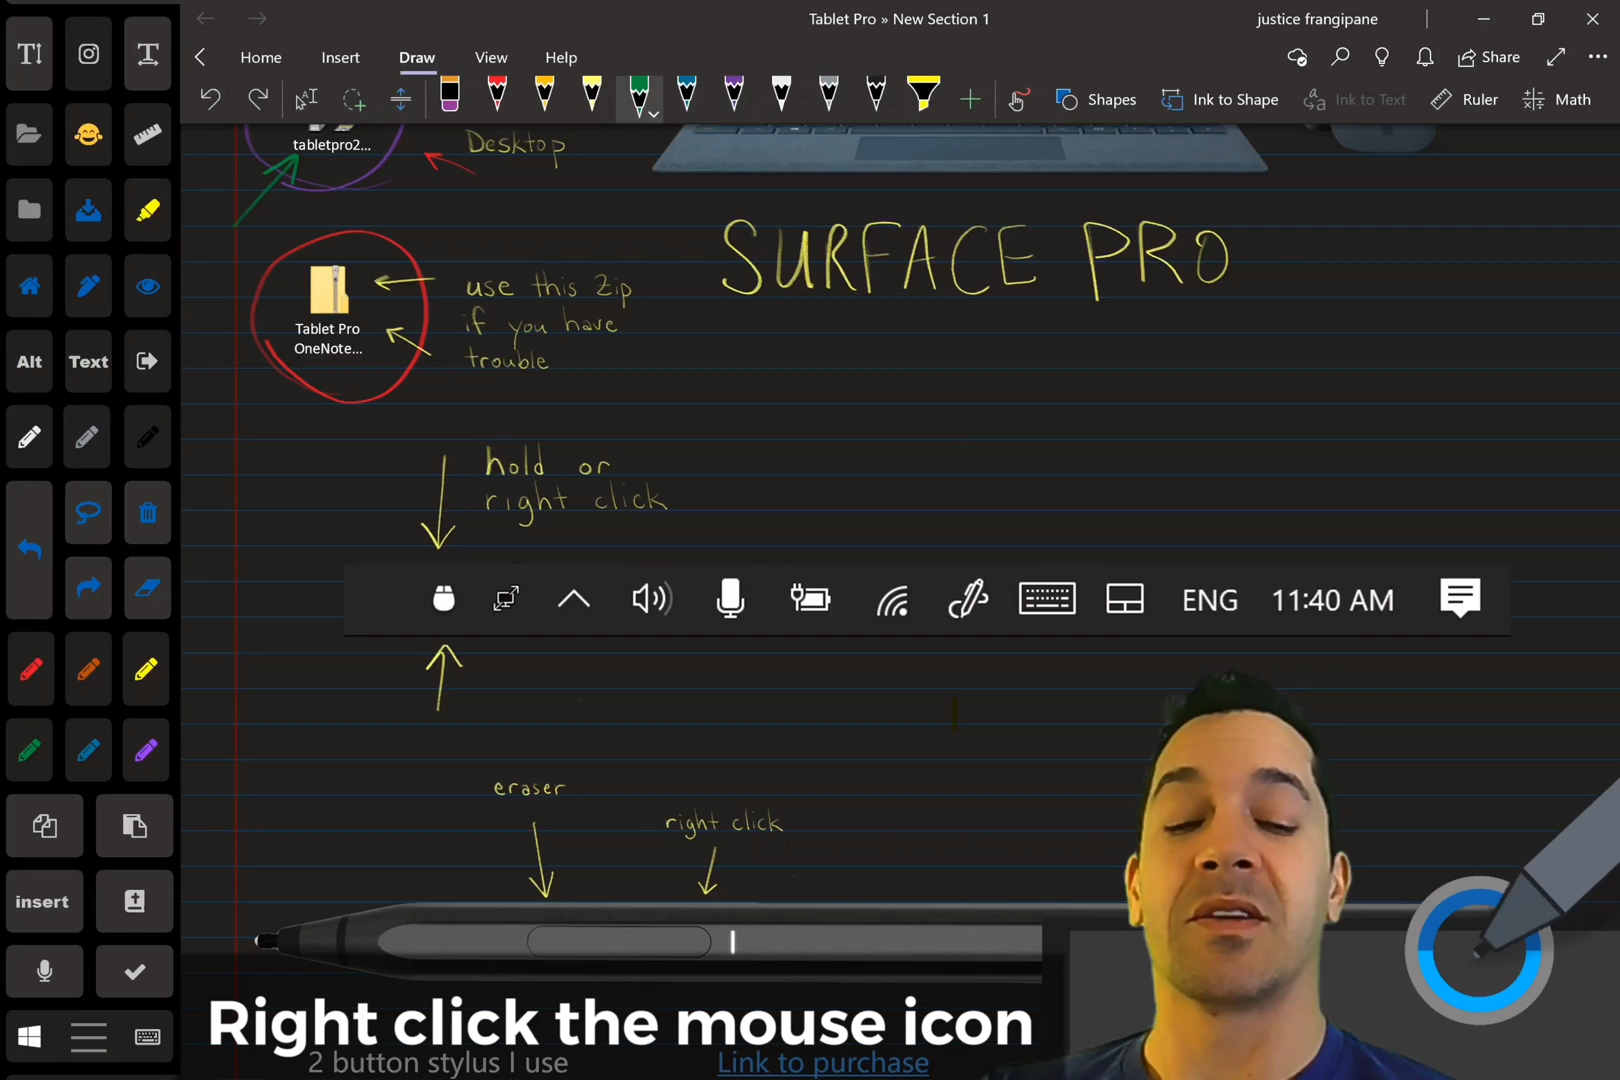 Tablet Pro » New Section 1
justice frangipane
Home
Insert
Draw
View
Help
Share
Shapes
Ink to Shape
Ink to Text
Ruler
Math
tabletpro2...
Desktop
SURFACE PRO
Tablet Pro
OneNote...
use this zip
if you have
trouble
Alt
Text
hold or
right click
ENG
11:40 AM
eraser
right click
insert
Right click the mouse icon
2 button stylus I use
Link to purchase